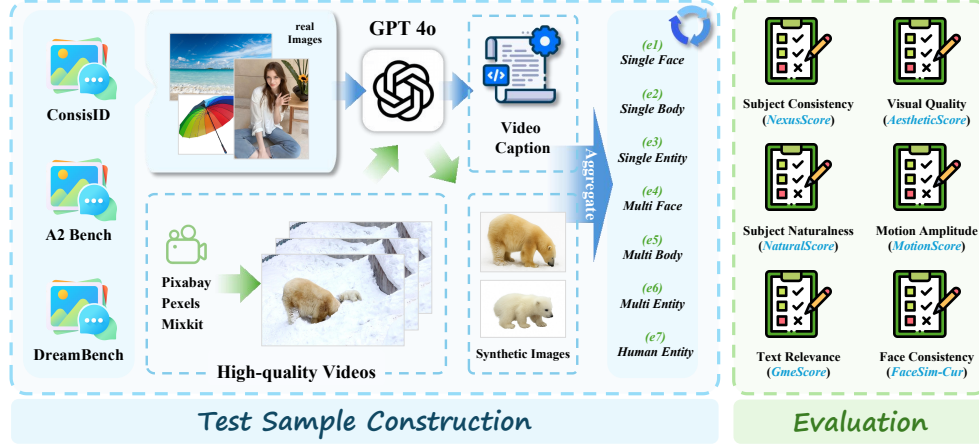 ConsisID
A2 Bench
DreamBench
real
Images
GPT 4o
Video
Caption
Pixabay
Pexels
Mixkit
High-quality Videos
Synthetic Images
Aggregate
(e1)
Single Face
(e2)
Single Body
(e3)
Single Entity
(e4)
Multi Face
(e5)
Multi Body
(e6)
Multi Entity
(e7)
Human Entity
Test Sample Construction
Subject Consistency
(NexusScore)
Visual Quality
(AestheticScore)
Subject Naturalness
(NaturalScore)
Motion Amplitude
(MotionScore)
Text Relevance
(GmeScore)
Face Consistency
(FaceSim-Cur)
Evaluation